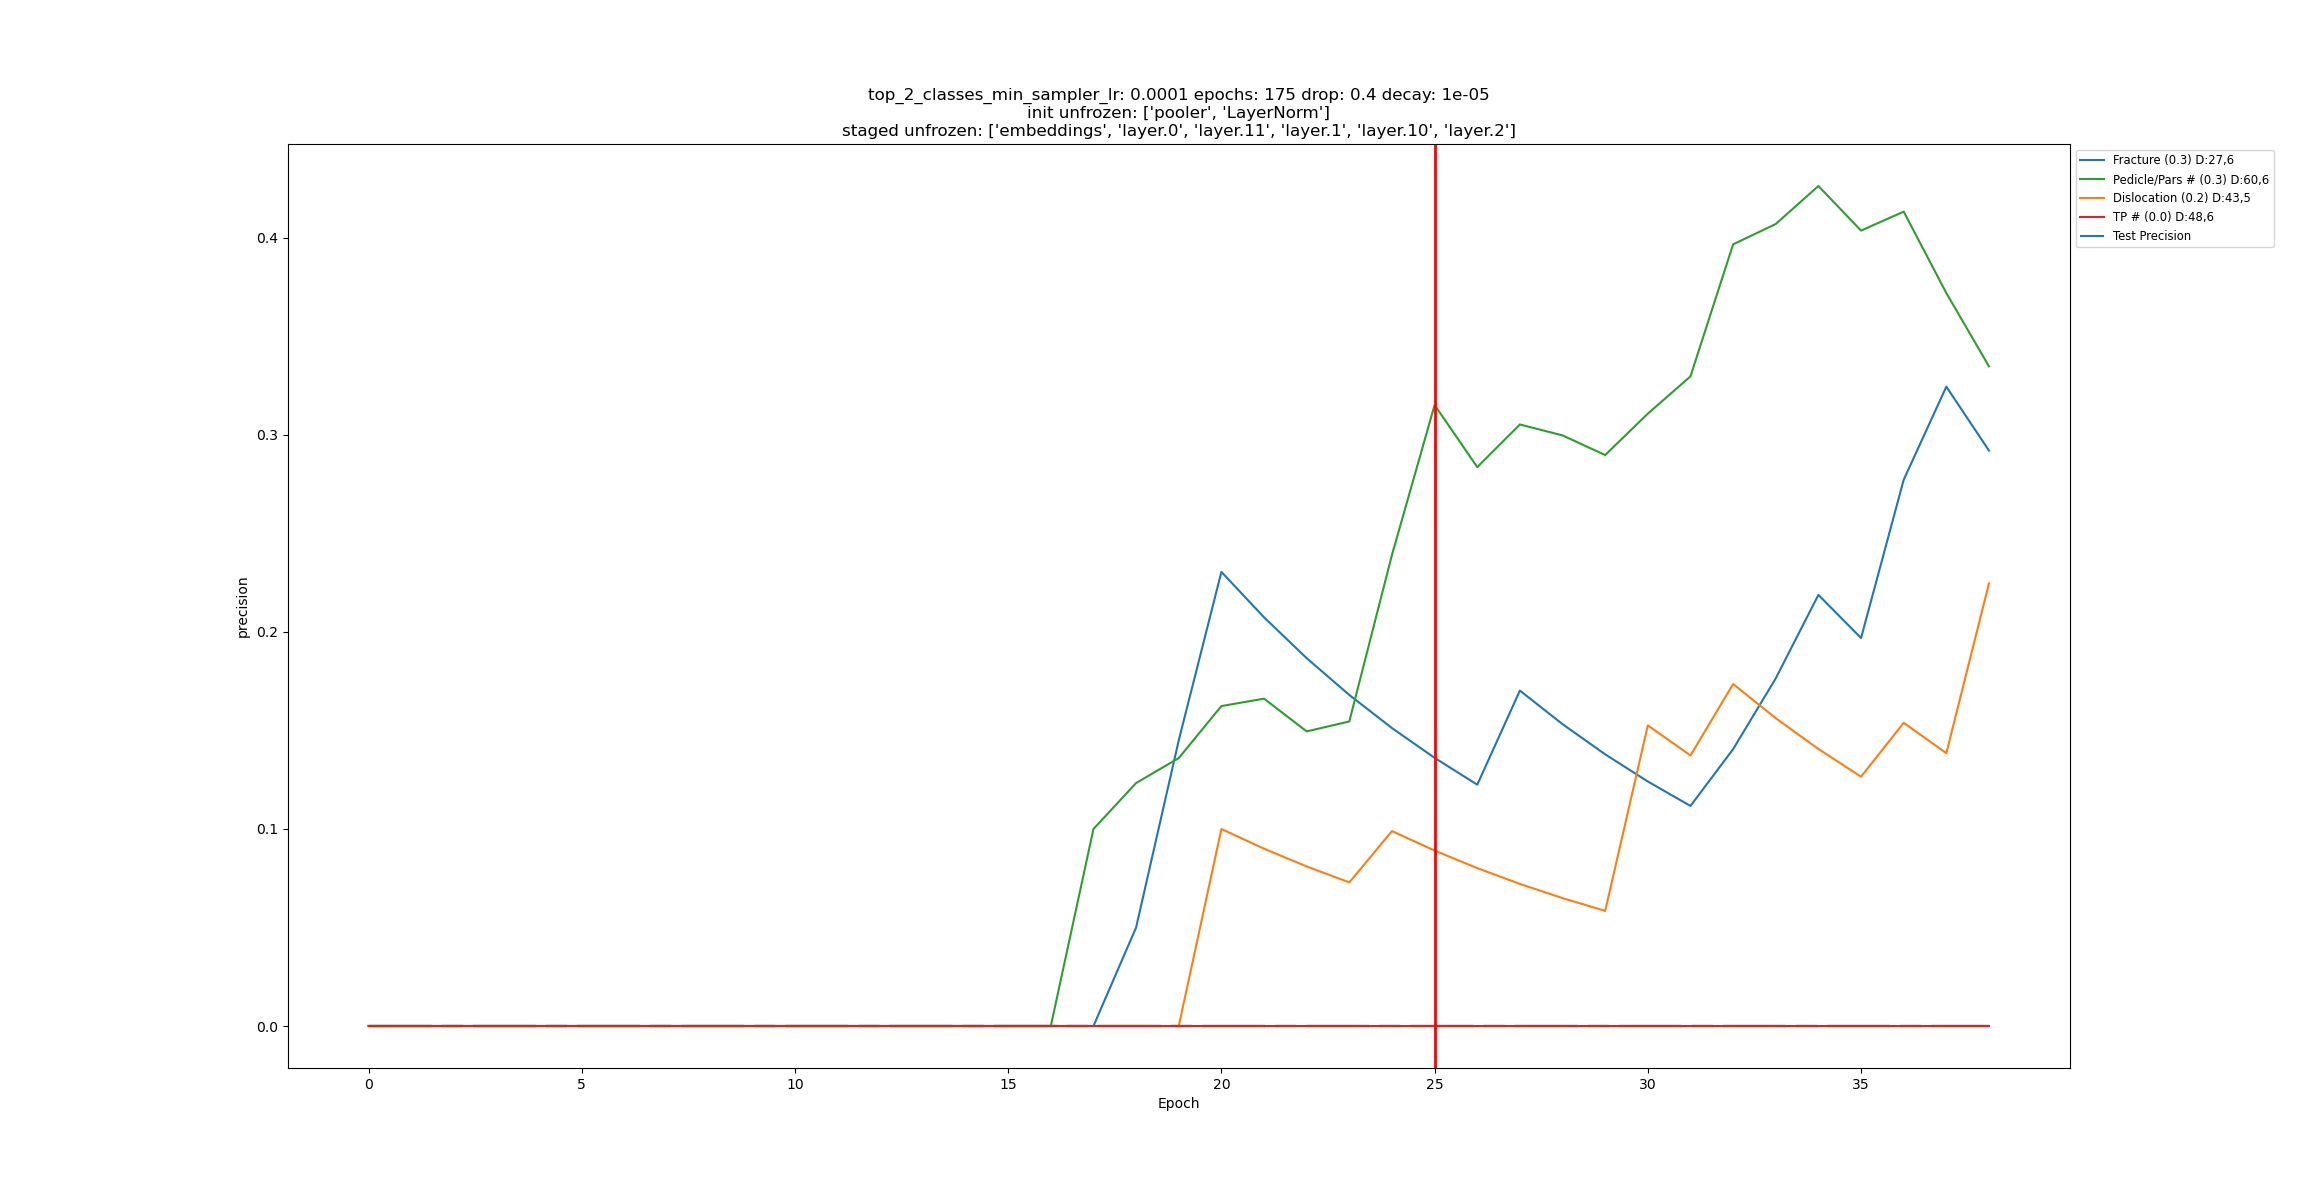 top_2_classes_min_sampler_lr: 0.0001 epochs: 175 drop: 0.4 decay: 1e-05
init unfrozen: ['pooler', 'LayerNorm']
staged unfrozen: ['embeddings', 'layer.0', 'layer.11', 'layer.1', 'layer.10', 'layer.2']
Fracture (0.3) D:27,6
Pedicle/Pars # (0.3) D:60,6
Dislocation (0.2) D:43,5
TP # (0.0) D:48,6
Test Precision
precision
0.4
0.3
0.2
0.1
0.0
0 5 10 15 20 25 30 35
Epoch